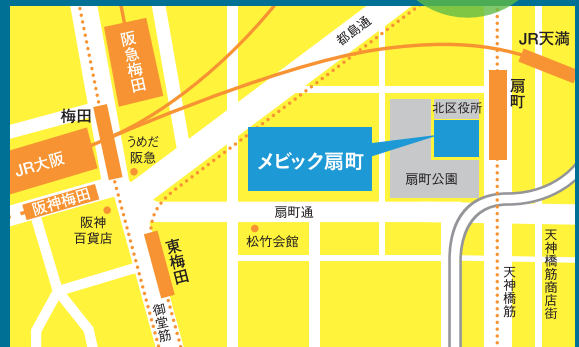 都島通
JR天満
阪急梅田
扇町
北区役所
梅田
うめだ
阪急
メビック扇町
JR大阪
扇町公園
阪神梅田
扇町通
阪神
百貨店
松竹会館
東梅田
御堂筋
天神橋筋
天神橋筋商店街